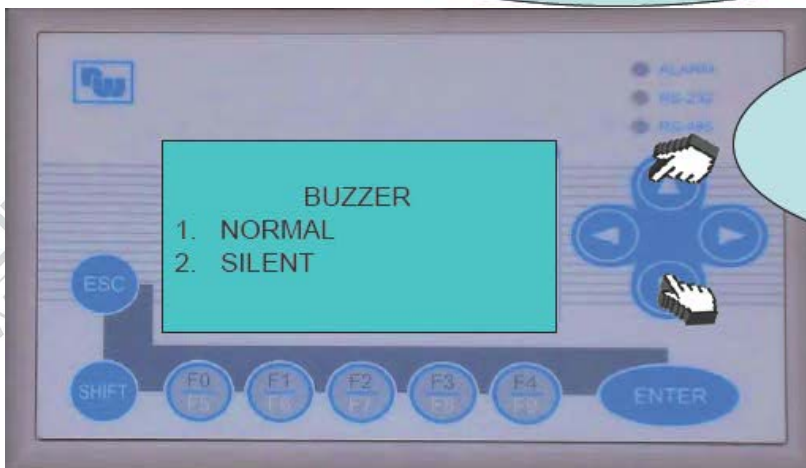 ALARM
RS-232
RS-485
BUZZER
1. NORMAL
2. SILENT
ESC
SHIFT
F0 F1 F2 F3 F4
F5 F6 F7 F8 F9
ENTER